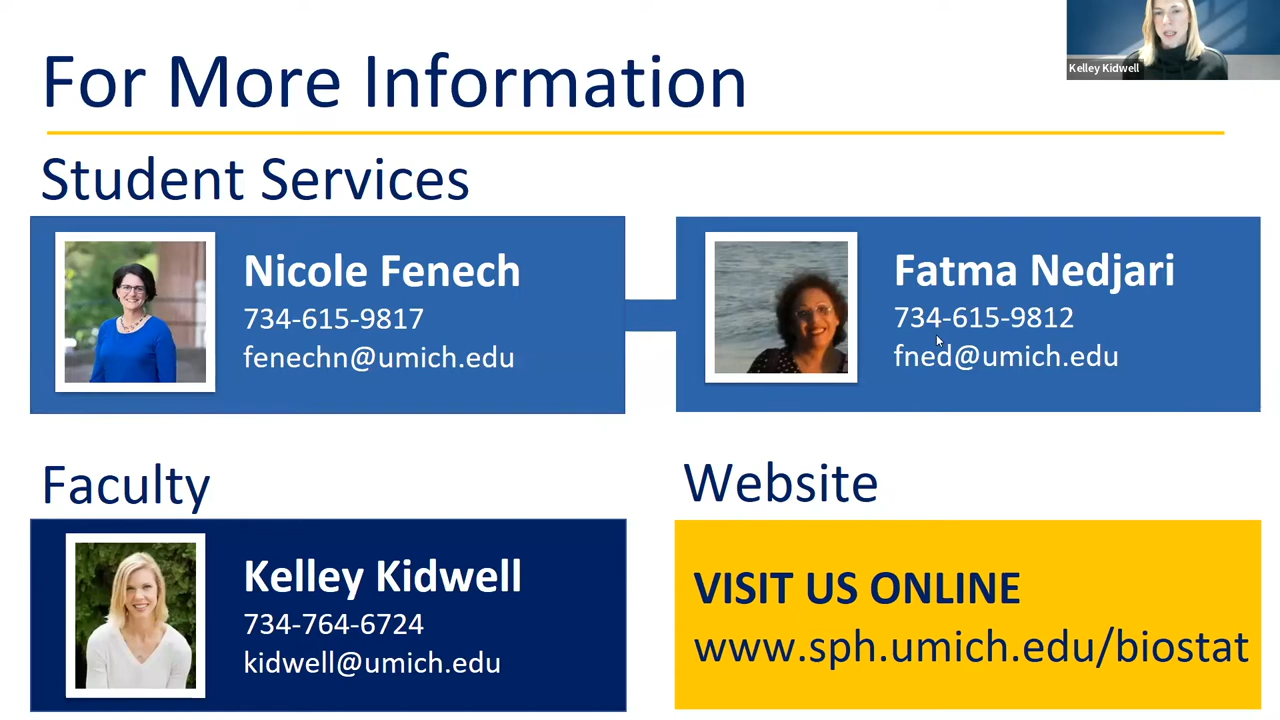 Kelley Kidwell
For More Information
Student Services
Nicole Fenech
734-615-9817
fenechn@umich.edu
Fatma Nedjari
734-615-9812
fned@umich.edu
Faculty
Kelley Kidwell
734-764-6724
kidwell@umich.edu
Website
VISIT US ONLINE
www.sph.umich.edu/biostat